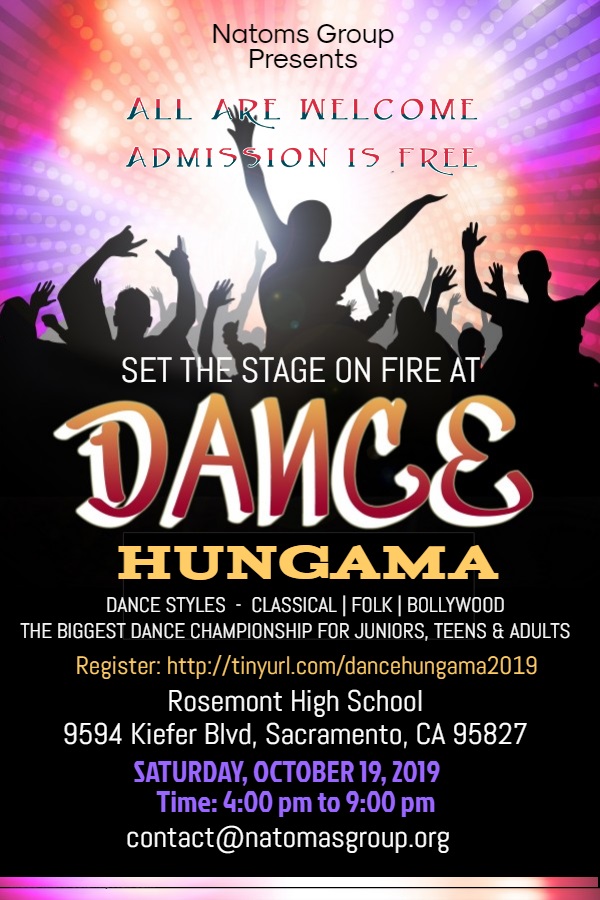 Natoms Group
Presents
ALL ARE WELCOME
ADMISSION IS FREE
SET THE STAGE ON FIRE AT
DANCE
HUNGAMA
DANCE STYLES - CLASSICAL | FOLK | BOLLYWOOD
THE BIGGEST DANCE CHAMPIONSHIP FOR JUNIORS, TEENS & ADULTS
Register: http://tinyurl.com/dancehungama2019
Rosemont High School
9594 Kiefer Blvd, Sacramento, CA 95827
SATURDAY, OCTOBER 19, 2019
Time: 4:00 pm to 9:00 pm
contact@natomasgroup.org